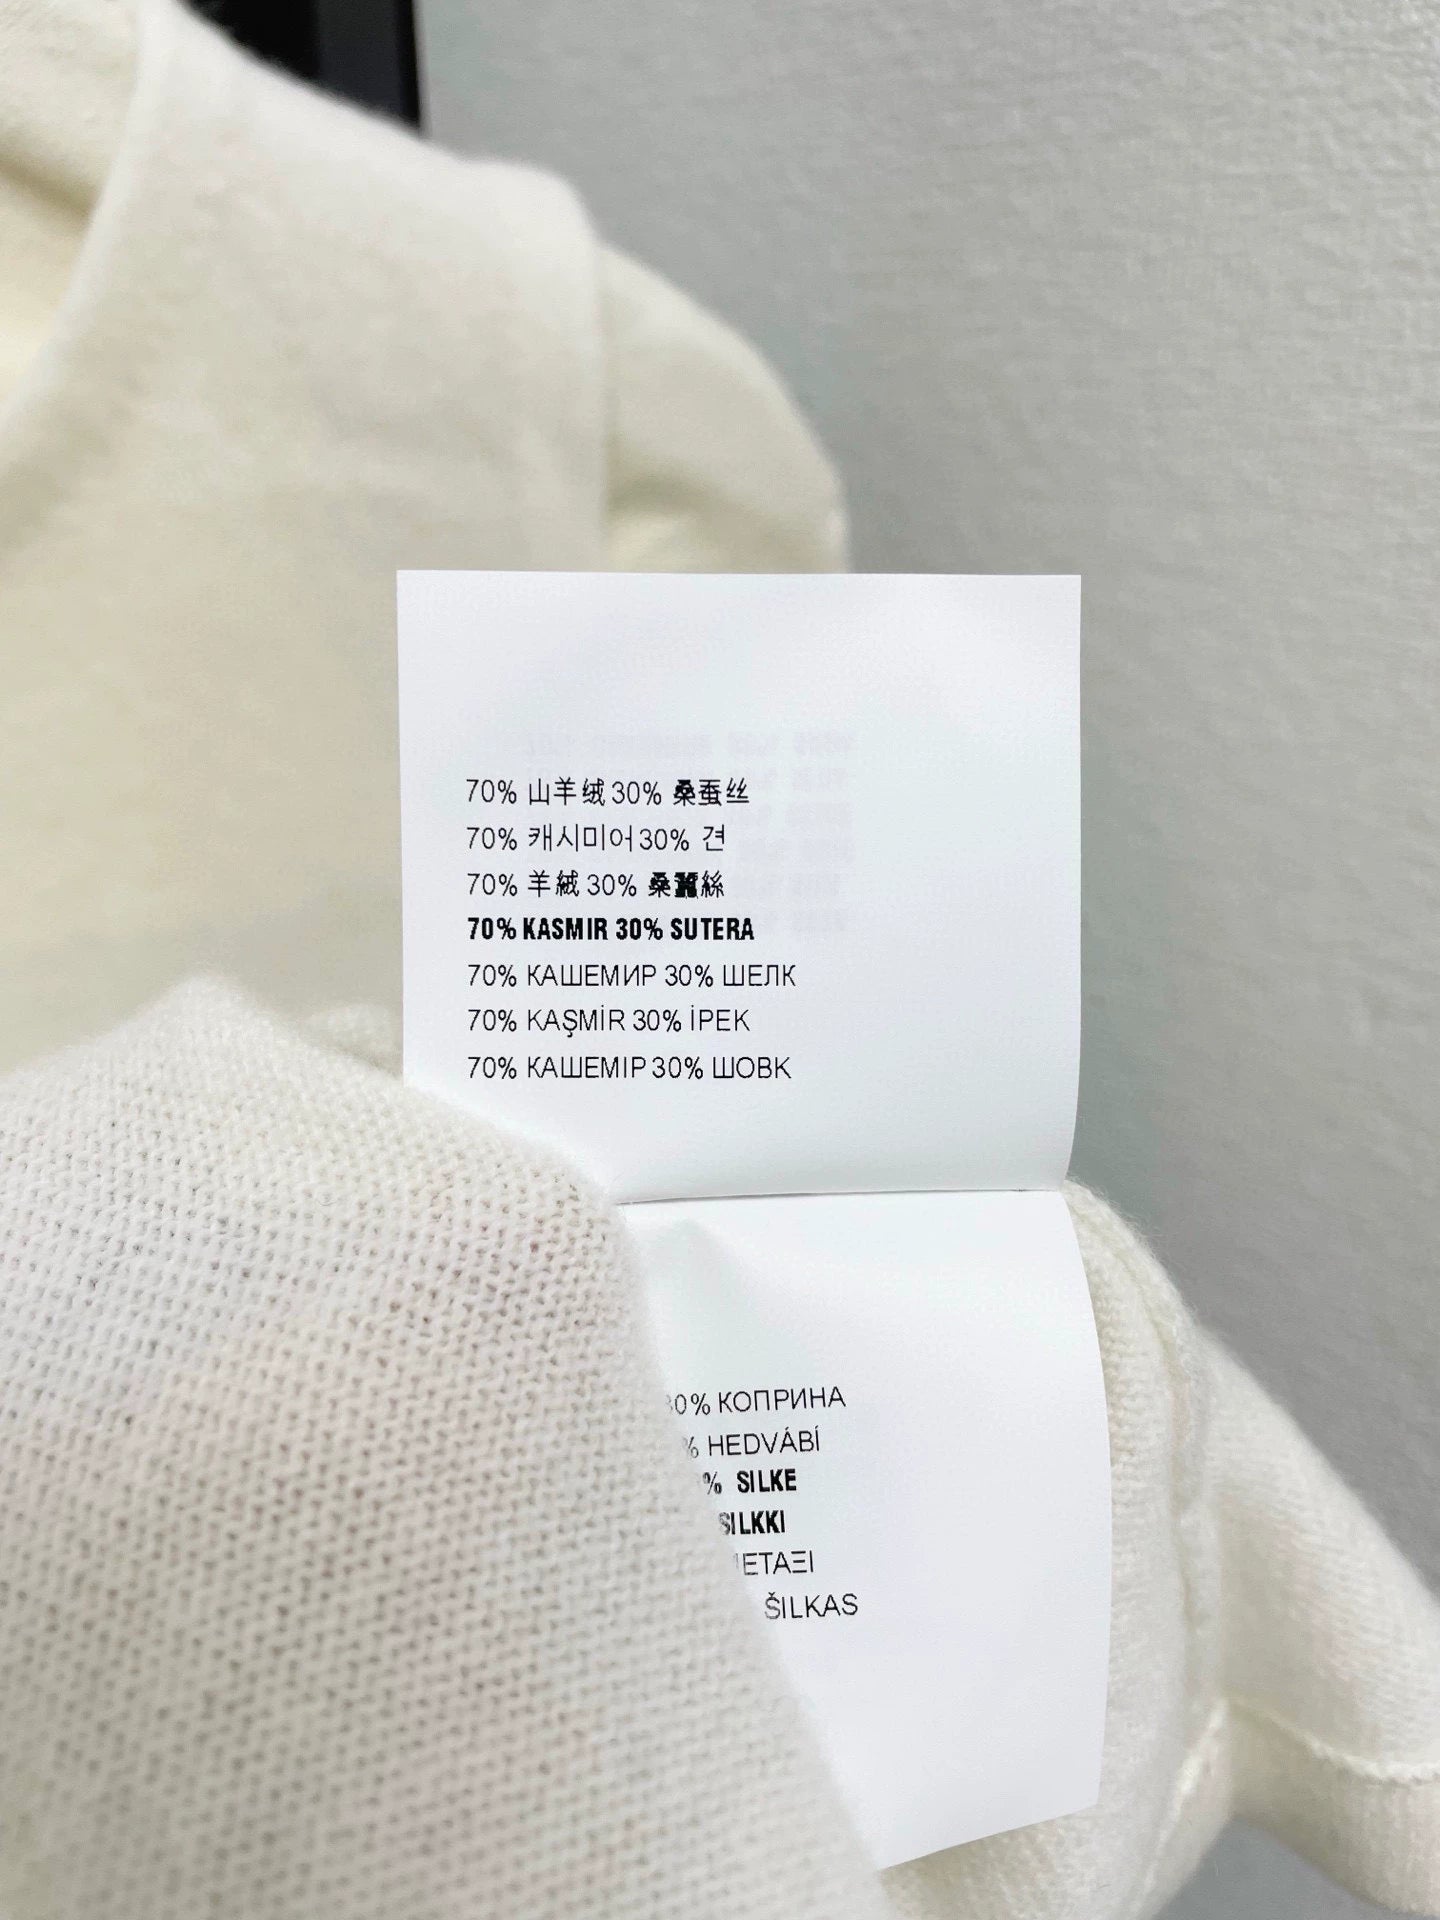 70% 山羊绒 30% 桑蚕丝
70% 캐시미어 30% 견
70% 羊絨 30% 桑蠶絲
70% KASMIR 30% SUTERA
70% КАШЕМИР 30% ШЕЛК
70% KAŞMİR 30% İPEK
70% КАШЕМІР 30% ШОВК
30% КОПРИНА
% HEDVÁBÍ
% SILKE
SILKKI
ΜΕΤΑΞΙ
ŠILKAS